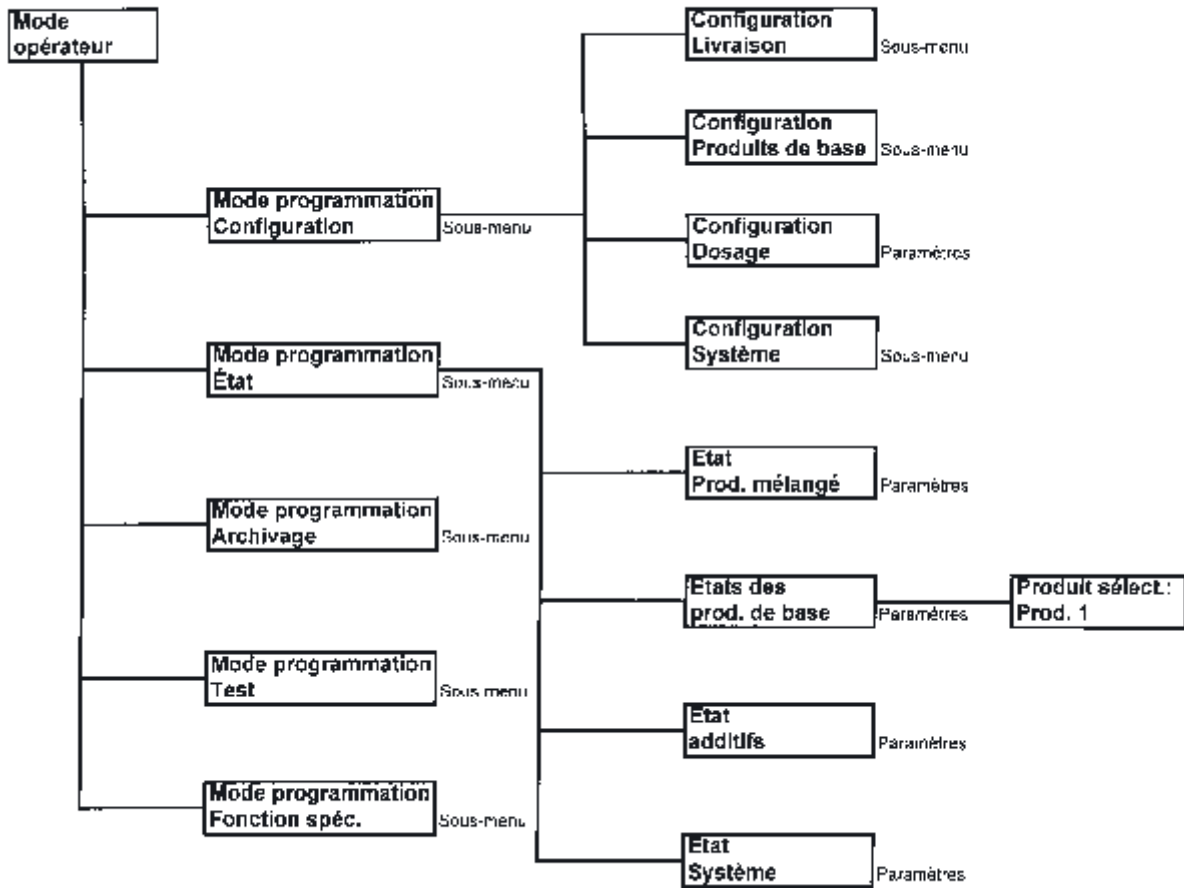 Mode
opérateur
Mode programmation
Configuration
Sous-menu
Configuration
Livraison
Sous-menu
Configuration
Produits de base
Sous-menu
Configuration
Dosage
Paramètres
Configuration
Système
Sous-menu
Mode programmation
État
Sous-menu
Etat
Prod. mélangé
Paramètres
Etats des
prod. de base
Paramètres
Produit sélect.:
Prod. 1
Etat
additifs
Paramètres
Etat
Système
Paramètres
Mode programmation
Archivage
Sous-menu
Mode programmation
Test
Sous menu
Mode programmation
Fonction spéc.
Sous-menu